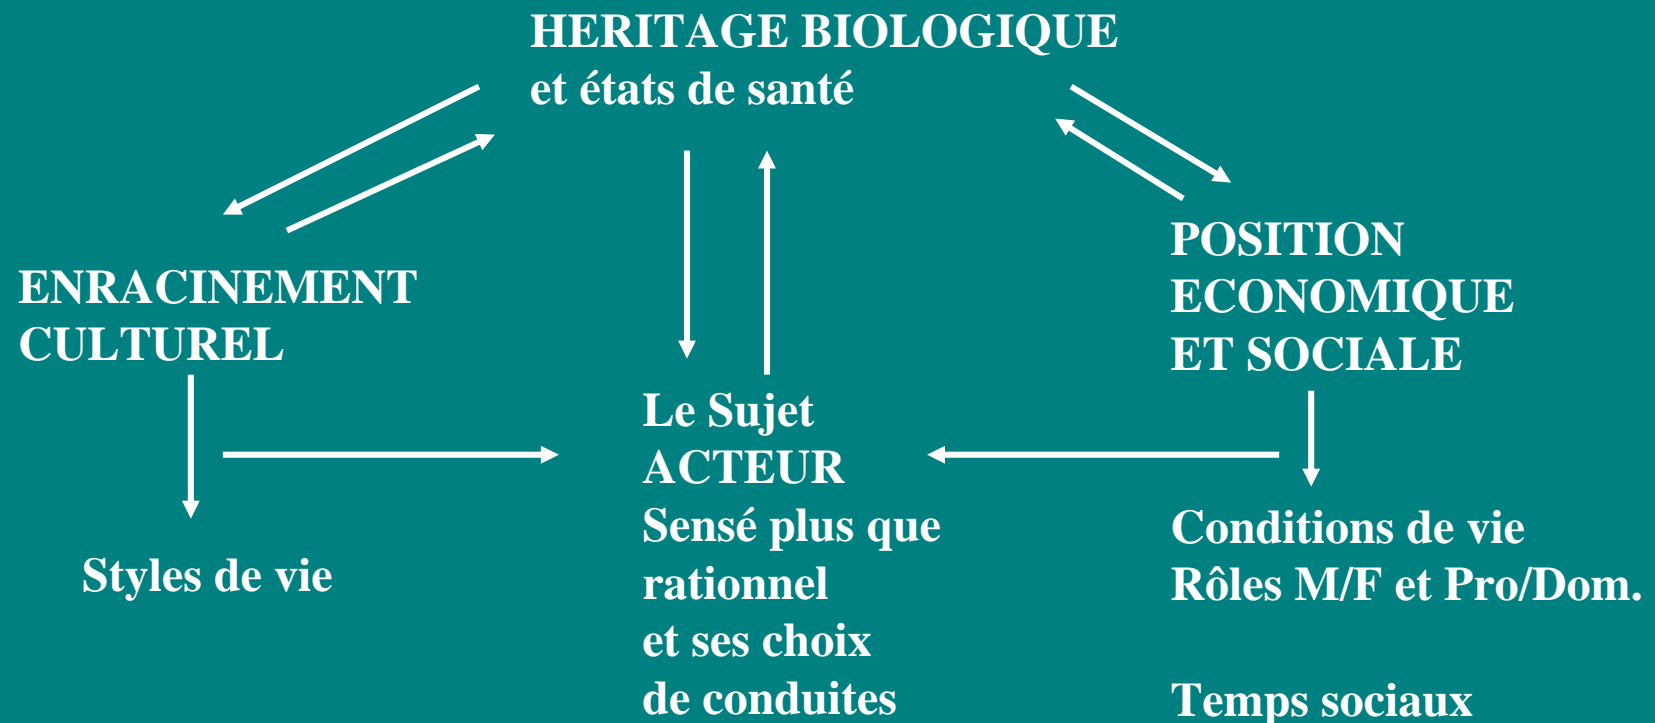 HERITAGE BIOLOGIQUE
et états de santé
ENRACINEMENT
CULTUREL
Styles de vie
Le Sujet
ACTEUR
Sensé plus que
rationnel
et ses choix
de conduites
POSITION
ECONOMIQUE
ET SOCIALE
Conditions de vie
Rôles M/F et Pro/Dom.
Temps sociaux